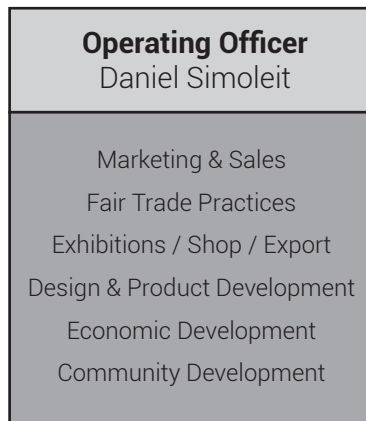 Operating Officer
Daniel Simoleit
Marketing & Sales
Fair Trade Practices
Exhibitions / Shop / Export
Design & Product Development
Economic Development
Community Development